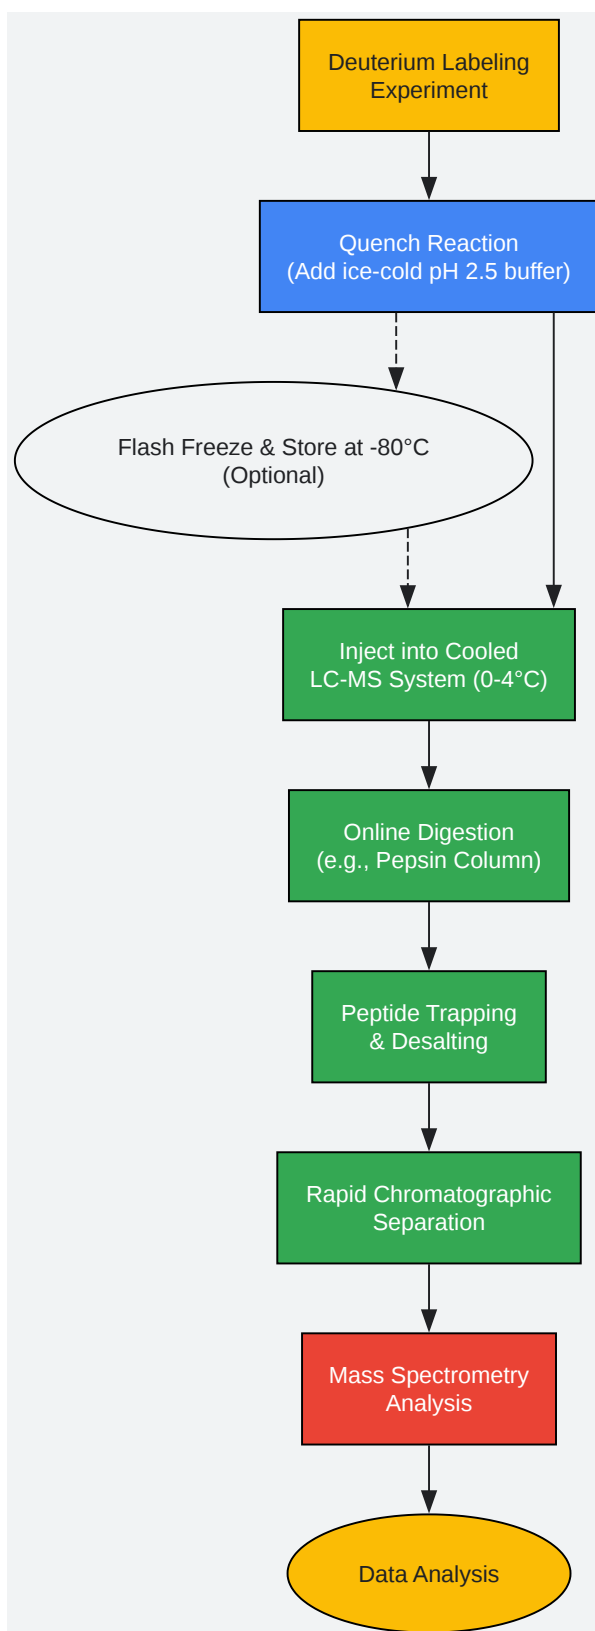 Deuterium Labeling
Experiment
Quench Reaction
(Add ice-cold pH 2.5 buffer)
Flash Freeze & Store at -80°C
(Optional)
Inject into Cooled
LC-MS System (0-4°C)
Online Digestion
(e.g., Pepsin Column)
Peptide Trapping
& Desalting
Rapid Chromatographic
Separation
Mass Spectrometry
Analysis
Data Analysis